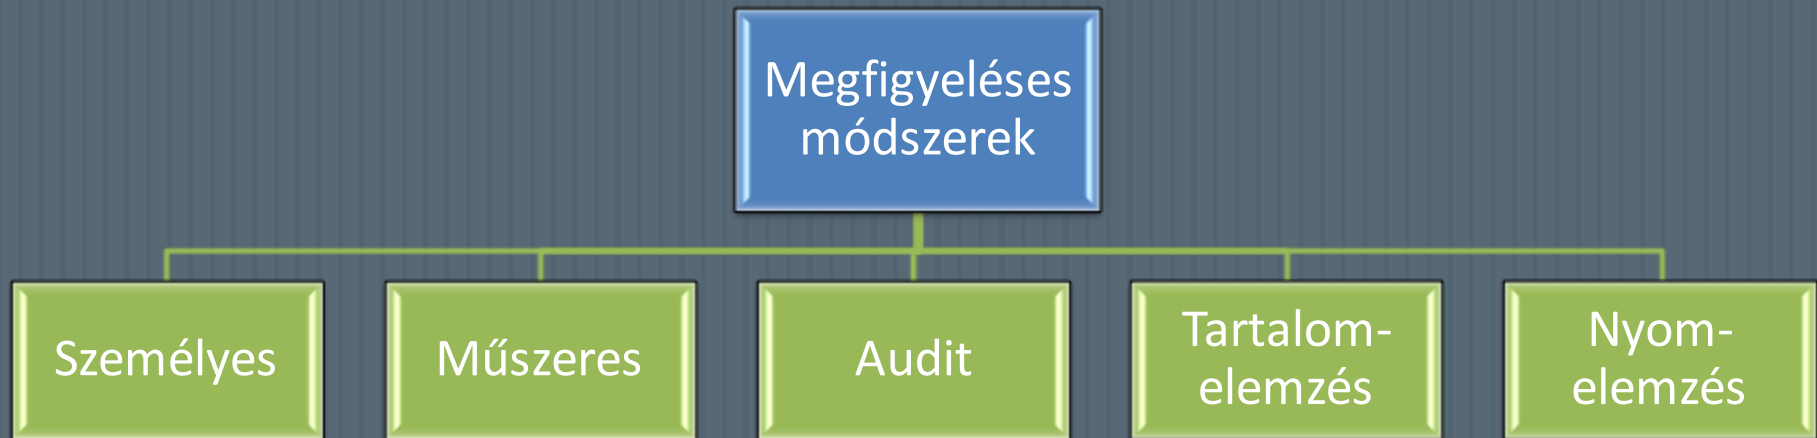 Megfigyeléses
módszerek
Személyes
Műszeres
Audit
Tartalom-
elemzés
Nyom-
elemzés